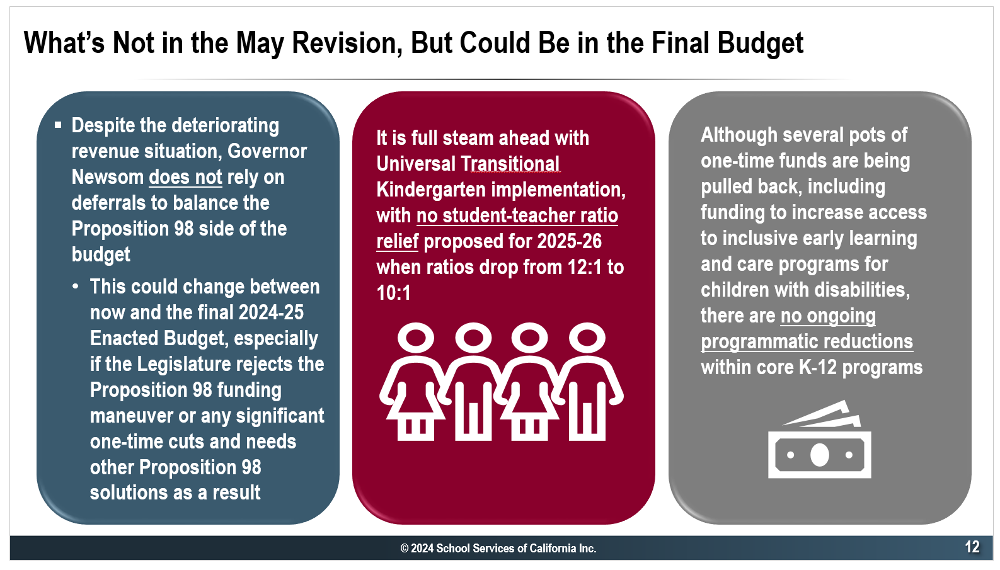 What’s Not in the May Revision, But Could Be in the Final Budget
▪ Despite the deteriorating
revenue situation, Governor
Newsom does not rely on
deferrals to balance the
Proposition 98 side of the
budget
• This could change between
now and the final 2024-25
Enacted Budget, especially
if the Legislature rejects the
Proposition 98 funding
maneuver or any significant
one-time cuts and needs
other Proposition 98
solutions as a result
It is full steam ahead with
Universal Transitional
Kindergarten implementation,
with no student-teacher ratio
relief proposed for 2025-26
when ratios drop from 12:1 to
10:1
Although several pots of
one-time funds are being
pulled back, including
funding to increase access
to inclusive early learning
and care programs for
children with disabilities,
there are no ongoing
programmatic reductions
within core K-12 programs
© 2024 School Services of California Inc.
12